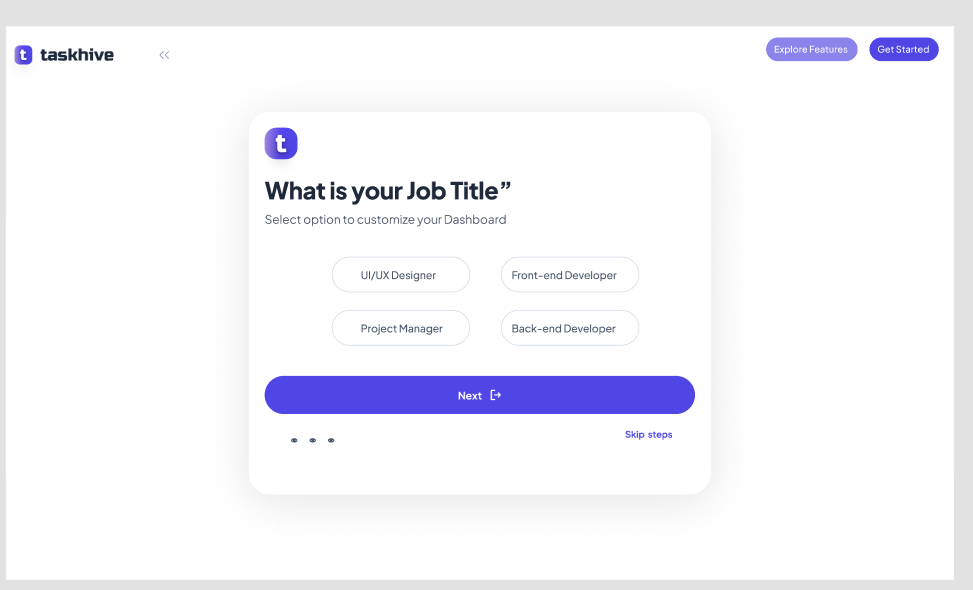 taskhive
Explore Features
Get Started
t
What is your Job Title”
Select option to customize your Dashboard
UI/UX Designer
Front-end Developer
Project Manager
Back-end Developer
Next
Skip steps